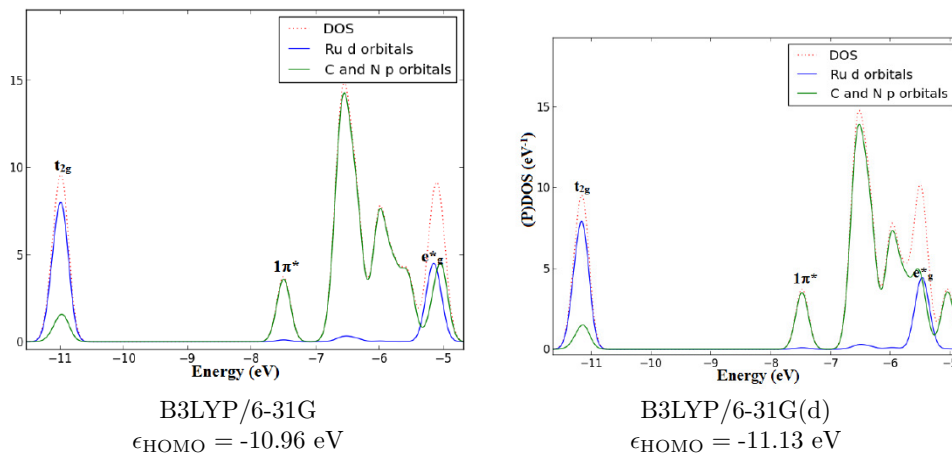 DOS
Ru d orbitals
C and N p orbitals
15
10
5
0
t₂g
1π*
e*g
−11 −10 −9 −8 −7 −6 −5
Energy (eV)
B3LYP/6-31G
ϵHOMO = -10.96 eV
DOS
Ru d orbitals
C and N p orbitals
(P)DOS (eV⁻¹)
15
10
5
0
t₂g
1π*
e*g
−11 −10 −9 −8 −7 −6 −5
Energy (eV)
B3LYP/6-31G(d)
ϵHOMO = -11.13 eV